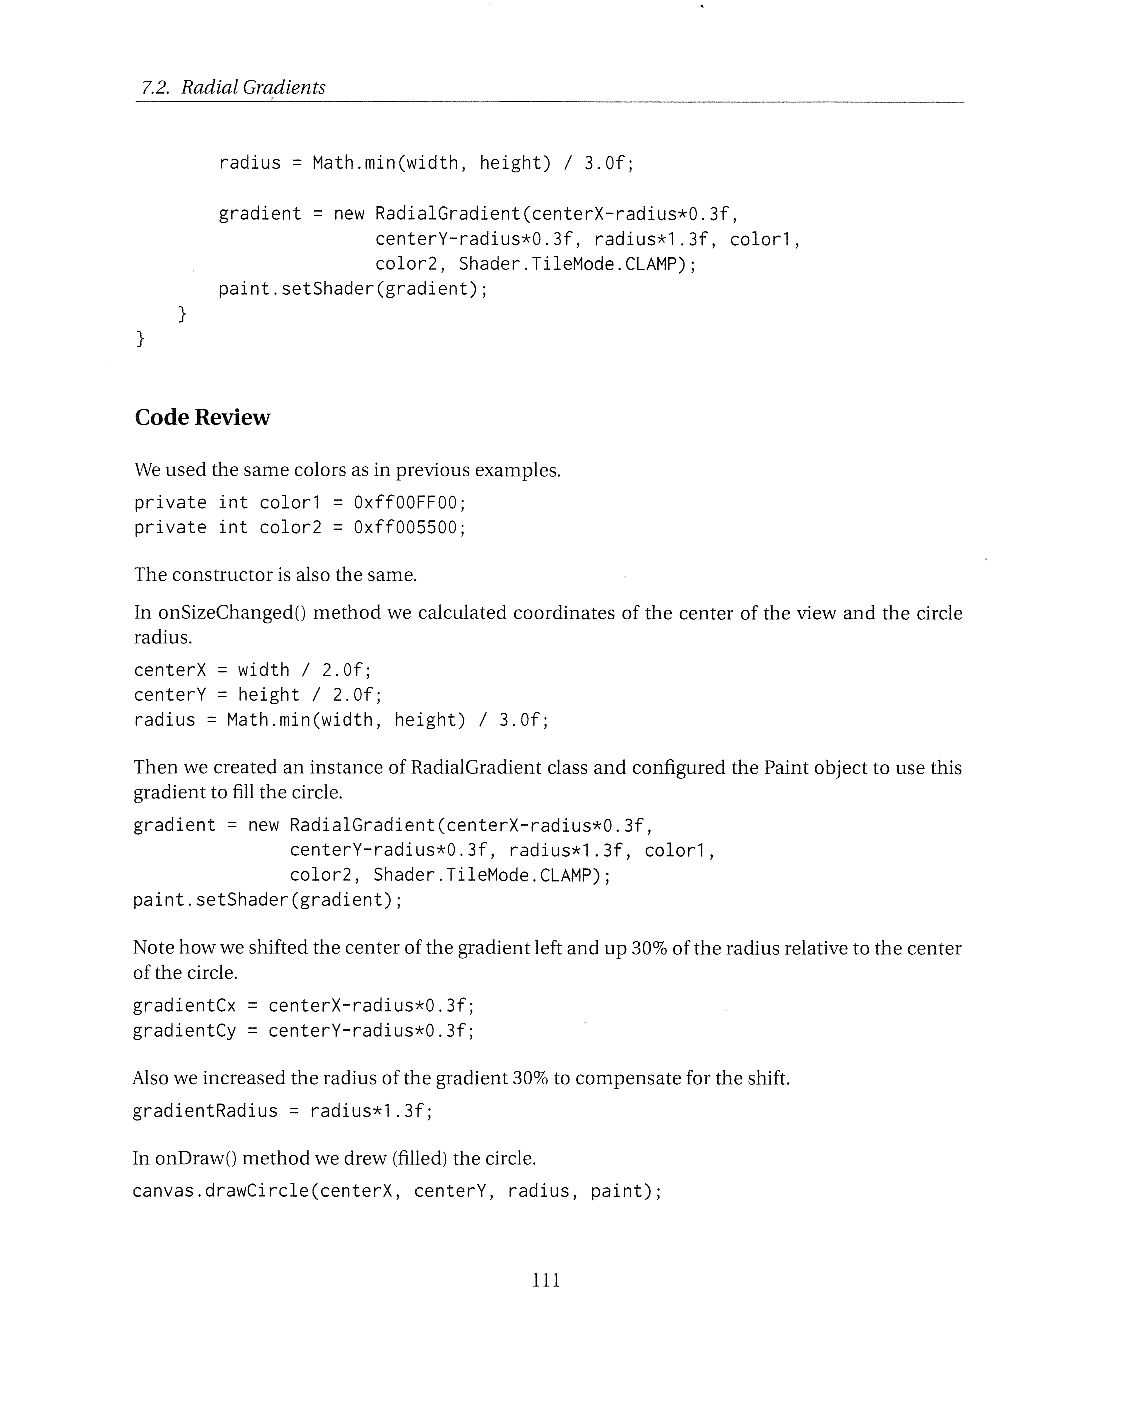 7.2. Radial Gradients
radius = Math.min(width, height) / 3.0f;
gradient = new RadialGradient(centerX-radius*0.3f,
centerY-radius*0.3f, radius*1.3f, color1,
color2, Shader.TileMode.CLAMP);
paint.setShader(gradient);
}
}
Code Review
We used the same colors as in previous examples.
private int color1 = 0xff00FF00;
private int color2 = 0xff005500;
The constructor is also the same.
In onSizeChanged() method we calculated coordinates of the center of the view and the circle
radius.
centerX = width / 2.0f;
centerY = height / 2.0f;
radius = Math.min(width, height) / 3.0f;
Then we created an instance of RadialGradient class and configured the Paint object to use this
gradient to fill the circle.
gradient = new RadialGradient(centerX-radius*0.3f,
centerY-radius*0.3f, radius*1.3f, color1,
color2, Shader.TileMode.CLAMP);
paint.setShader(gradient);
Note how we shifted the center of the gradient left and up 30% of the radius relative to the center
of the circle.
gradientCx = centerX-radius*0.3f;
gradientCy = centerY-radius*0.3f;
Also we increased the radius of the gradient 30% to compensate for the shift.
gradientRadius = radius*1.3f;
In onDraw() method we drew (filled) the circle.
canvas.drawCircle(centerX, centerY, radius, paint);
111